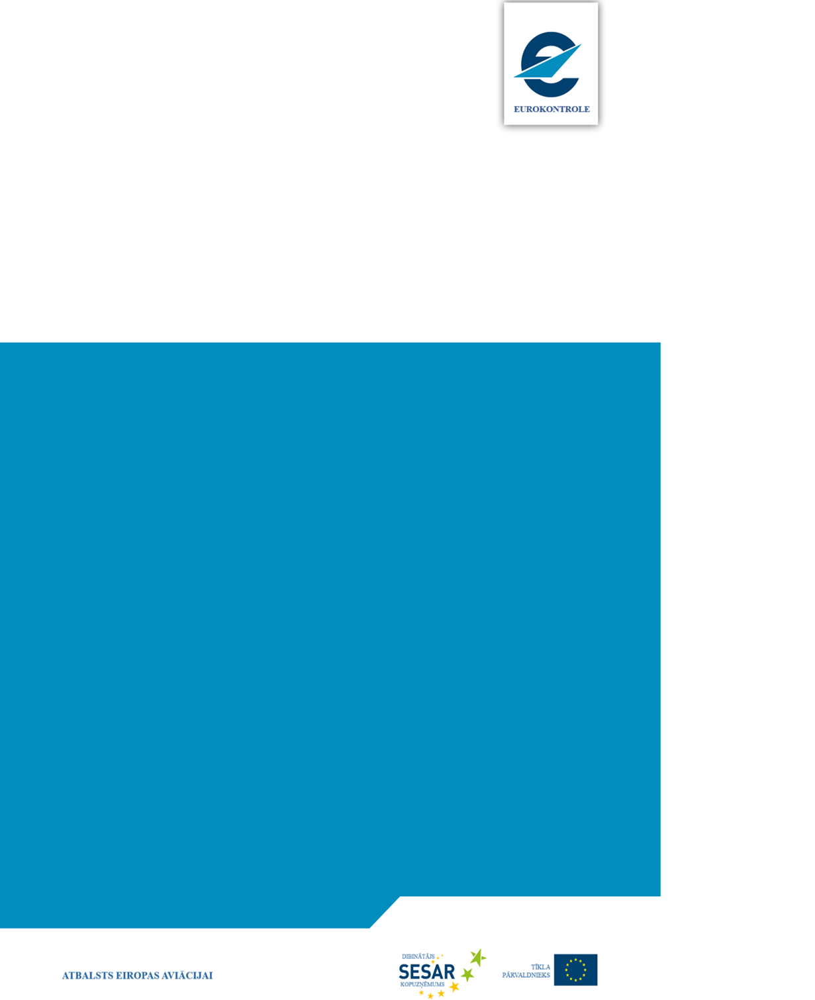 EUROKONTROLE
ATBALSTS EIROPAS AVIĀCIJAI
DIBINĀTĀJS
SESAR
KOPUZŅĒMUMS
TĪKLA
PĀRVALDNIEKS